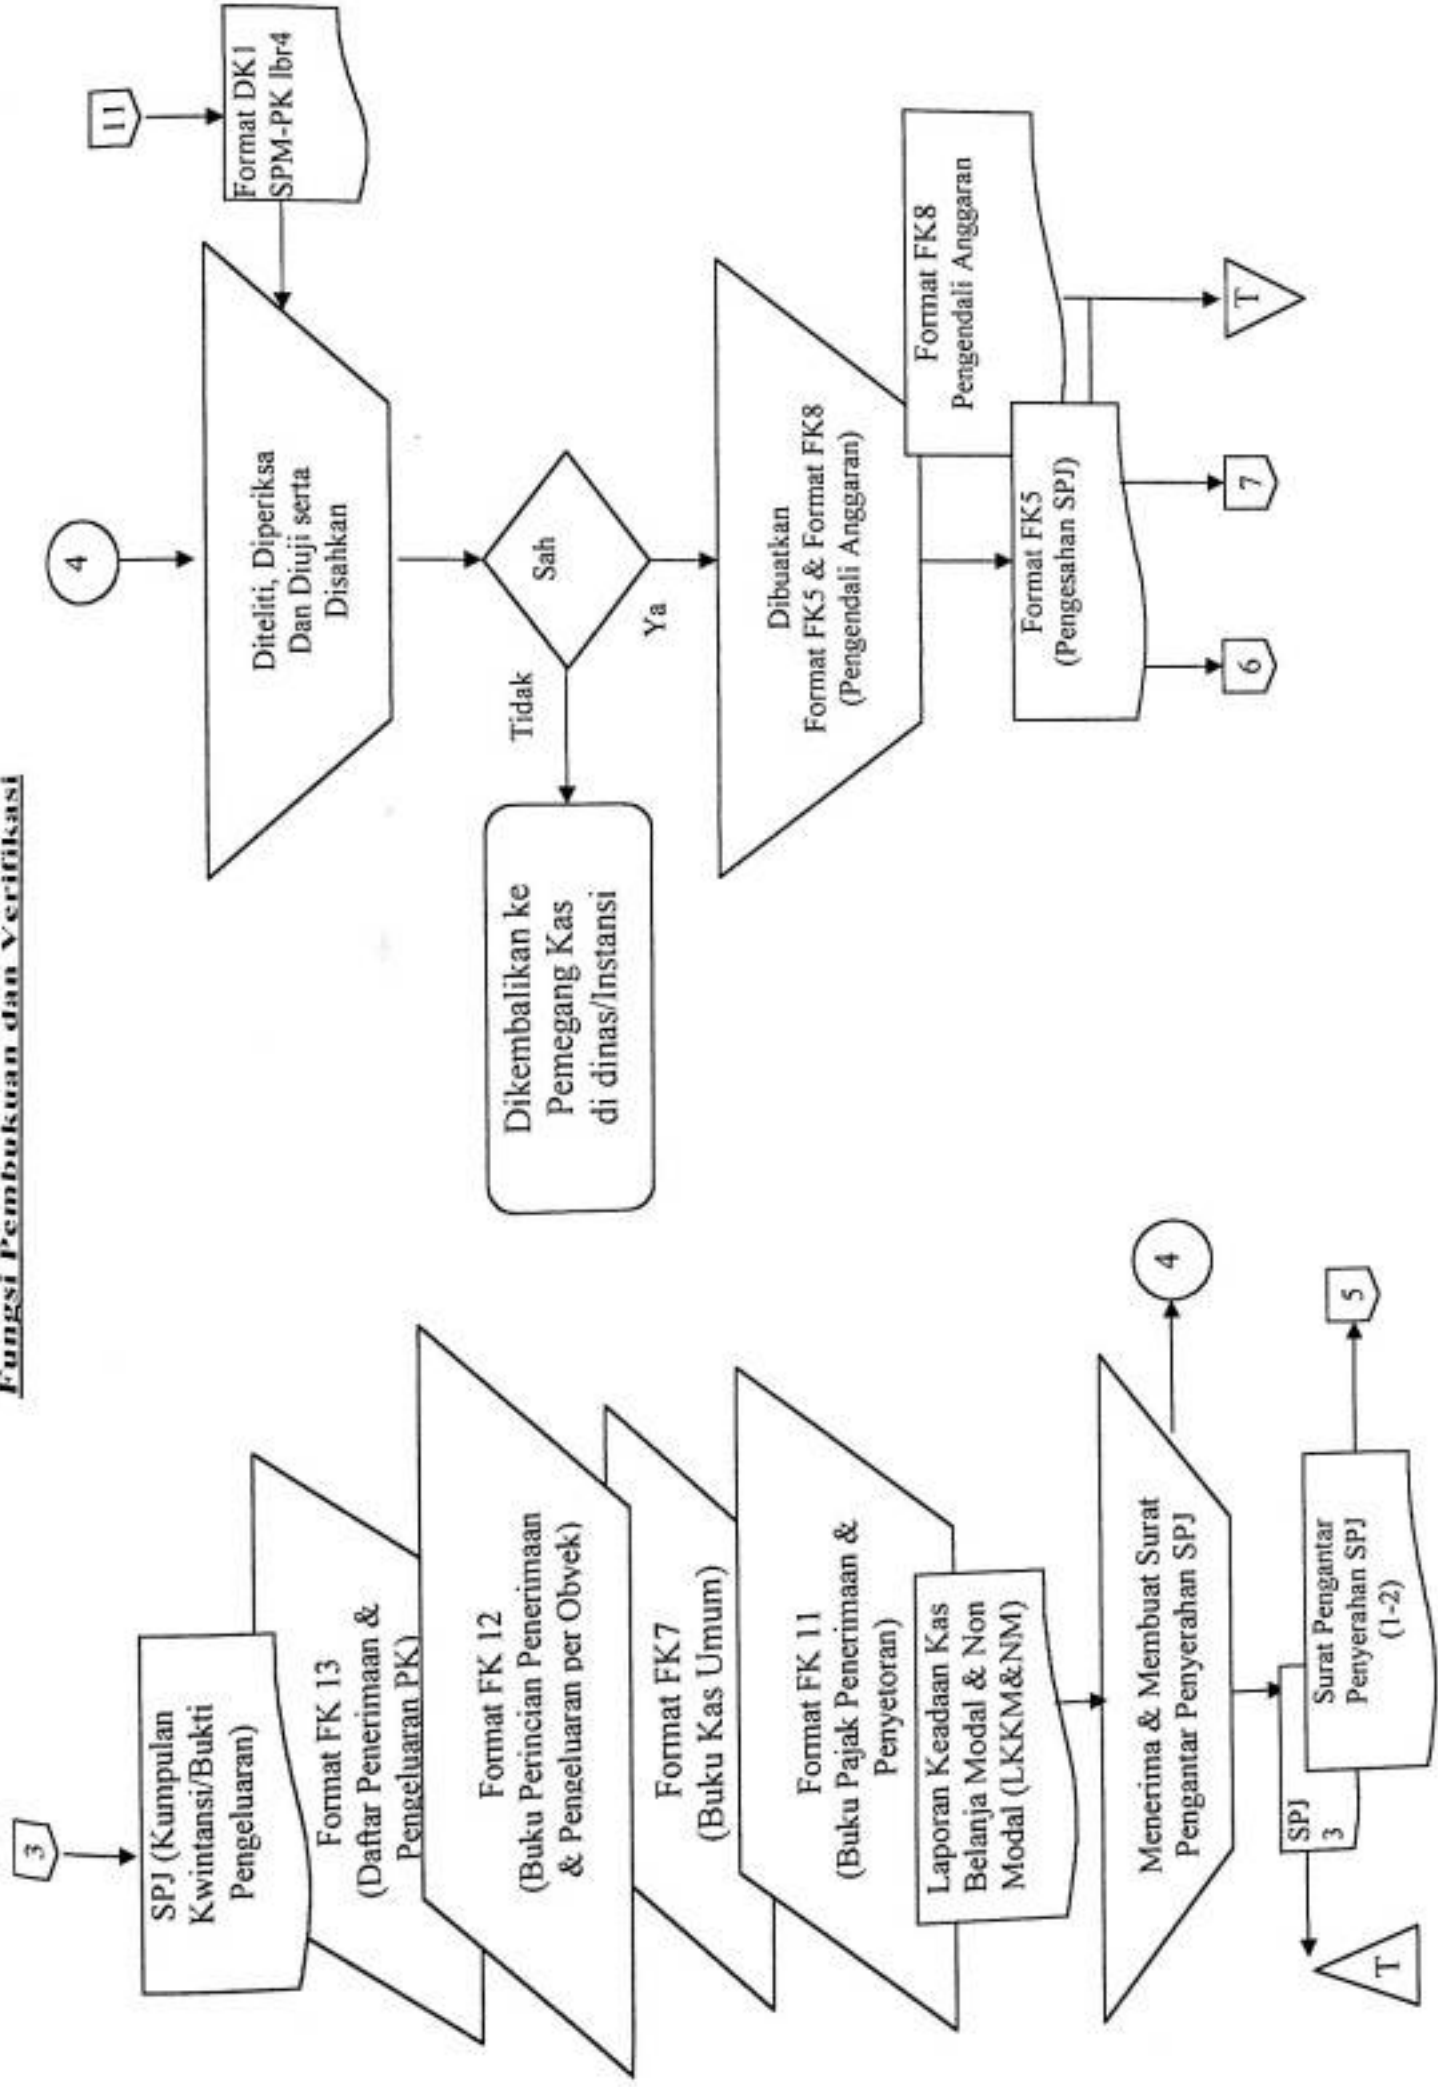 Fungsi Pembukuan dan Verifikasi
3
SPJ (Kumpulan
Kwintansi/Bukti
Pengeluaran)
Format FK 13
(Daftar Penerimaan &
Pengeluaran PK)
Format FK 12
(Buku Perincian Penerimaan
& Pengeluaran per Obyek)
Format FK7
(Buku Kas Umum)
Format FK 11
(Buku Pajak Penerimaan &
Penyetoran)
Laporan Keadaan Kas
Belanja Modal & Non
Modal (LKKM&NM)
Menerima & Membuat Surat
Pengantar Penyerahan SPJ
4
Surat Pengantar
Penyerahan SPJ
(1-2)
5
SPJ
3
T
4
11
Format DK1
SPM-PK lbr4
Diteliti, Diperiksa
Dan Diuji serta
Disahkan
Sah
Tidak
Ya
Dikembalikan ke
Pemegang Kas
di dinas/Instansi
Dibuatkan
Format FK5 & Format FK8
(Pengendali Anggaran)
Format FK8
Pengendali Anggaran
Format FK5
(Pengesahan SPJ)
6
7
T